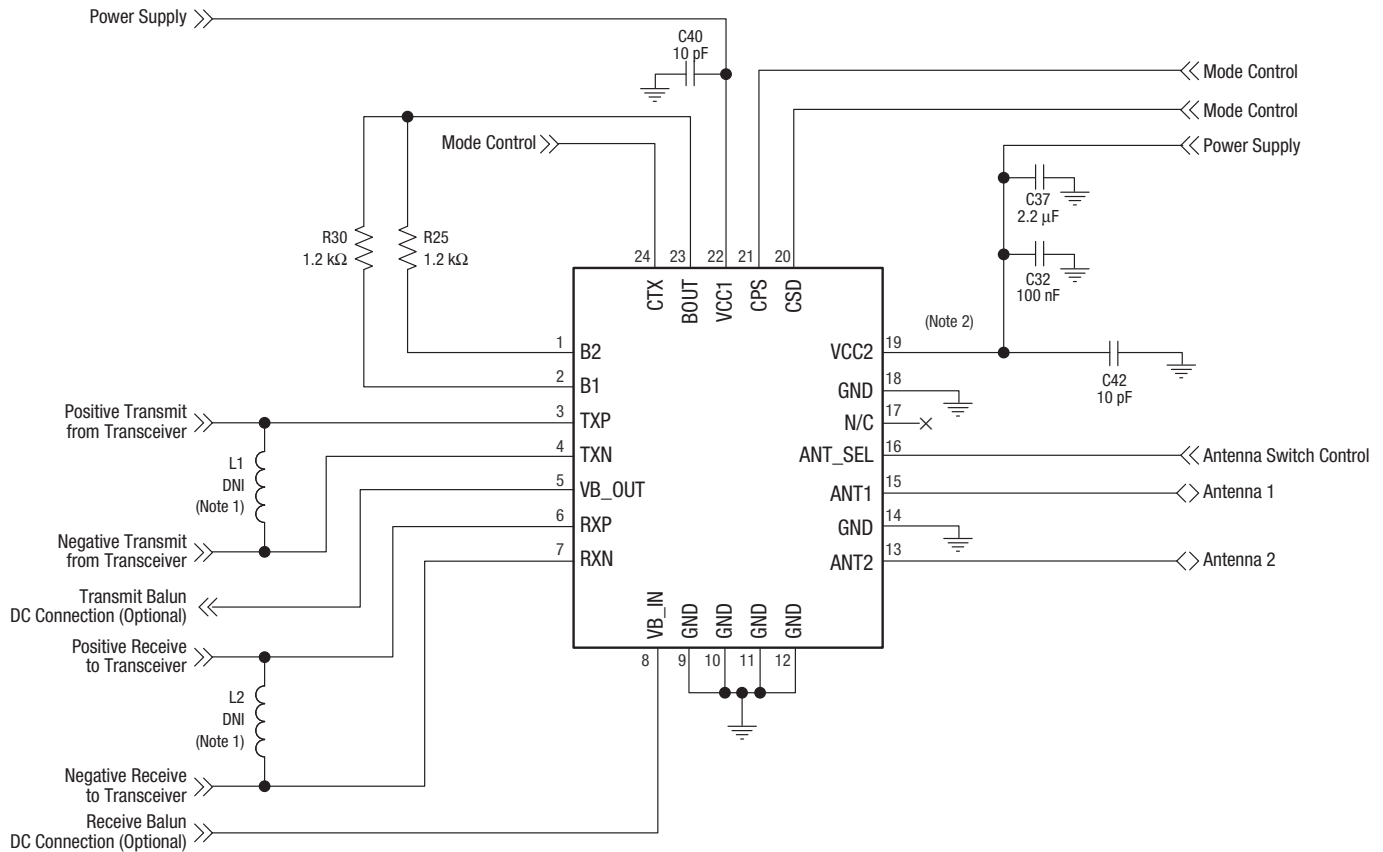 Power Supply
C40
10 pF
Mode Control
Mode Control
Mode Control
Power Supply
C37
2.2 µF
R30
1.2 kΩ
R25
1.2 kΩ
C32
100 nF
24
23
22
21
20
CTX
BOUT
VCC1
CPS
CSD
(Note 2)
1
B2
VCC2
19
C42
10 pF
2
B1
GND
18
Positive Transmit
from Transceiver
3
TXP
N/C
17
L1
DNI
(Note 1)
4
TXN
ANT_SEL
16
Antenna Switch Control
5
VB_OUT
ANT1
15
Antenna 1
6
RXP
GND
14
Negative Transmit
from Transceiver
7
RXN
ANT2
13
Antenna 2
Transmit Balun
DC Connection (Optional)
VB_IN
GND
GND
GND
GND
Positive Receive
to Transceiver
8
9
10
11
12
L2
DNI
(Note 1)
Negative Receive
to Transceiver
Receive Balun
DC Connection (Optional)